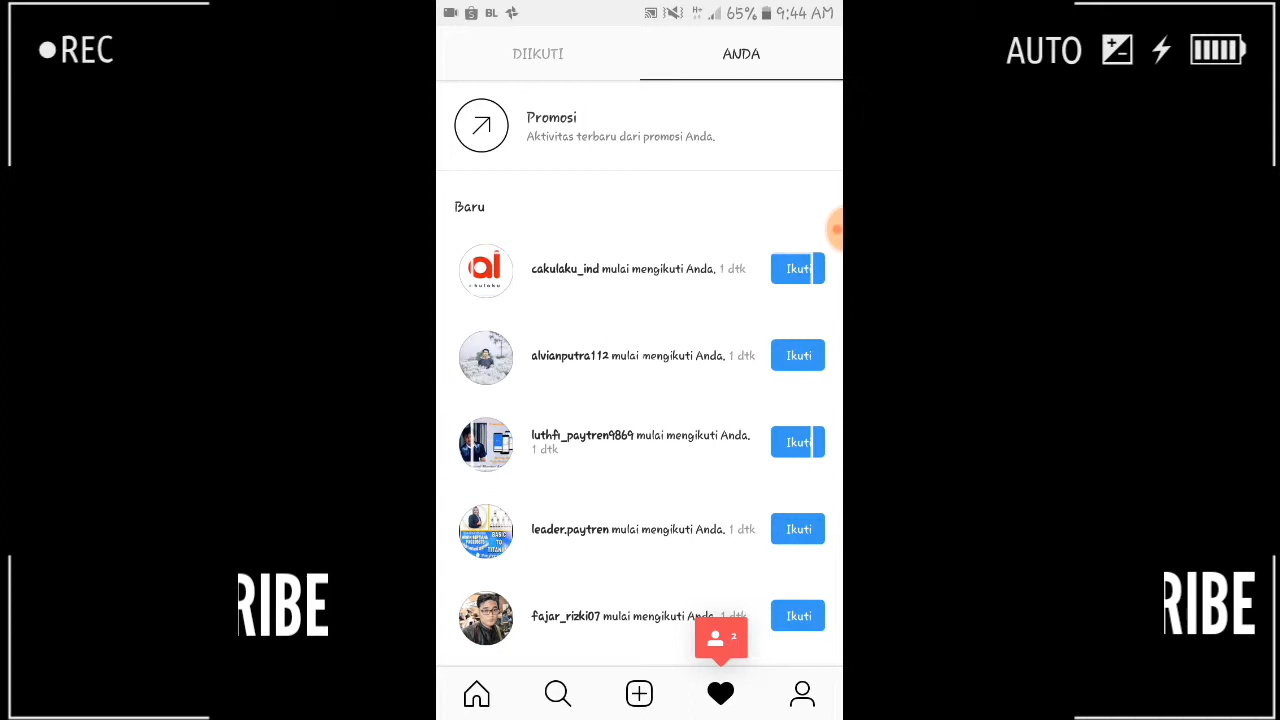 REC
AUTO
BL
65%
9:44 AM
DIIKUTI
ANDA
Promosi
Aktivitas terbaru dari promosi Anda.
Baru
cakulaku_ind mulai mengikuti Anda. 1 dtk
Ikuti
alvianputra112 mulai mengikuti Anda. 1 dtk
Ikuti
luthfi_paytren9869 mulai mengikuti Anda.
1 dtk
Ikuti
leader.paytren mulai mengikuti Anda. 1 dtk
Ikuti
fajar_rizki07 mulai mengikuti Anda. 1 dtk
Ikuti
2
RIBE
RIBE